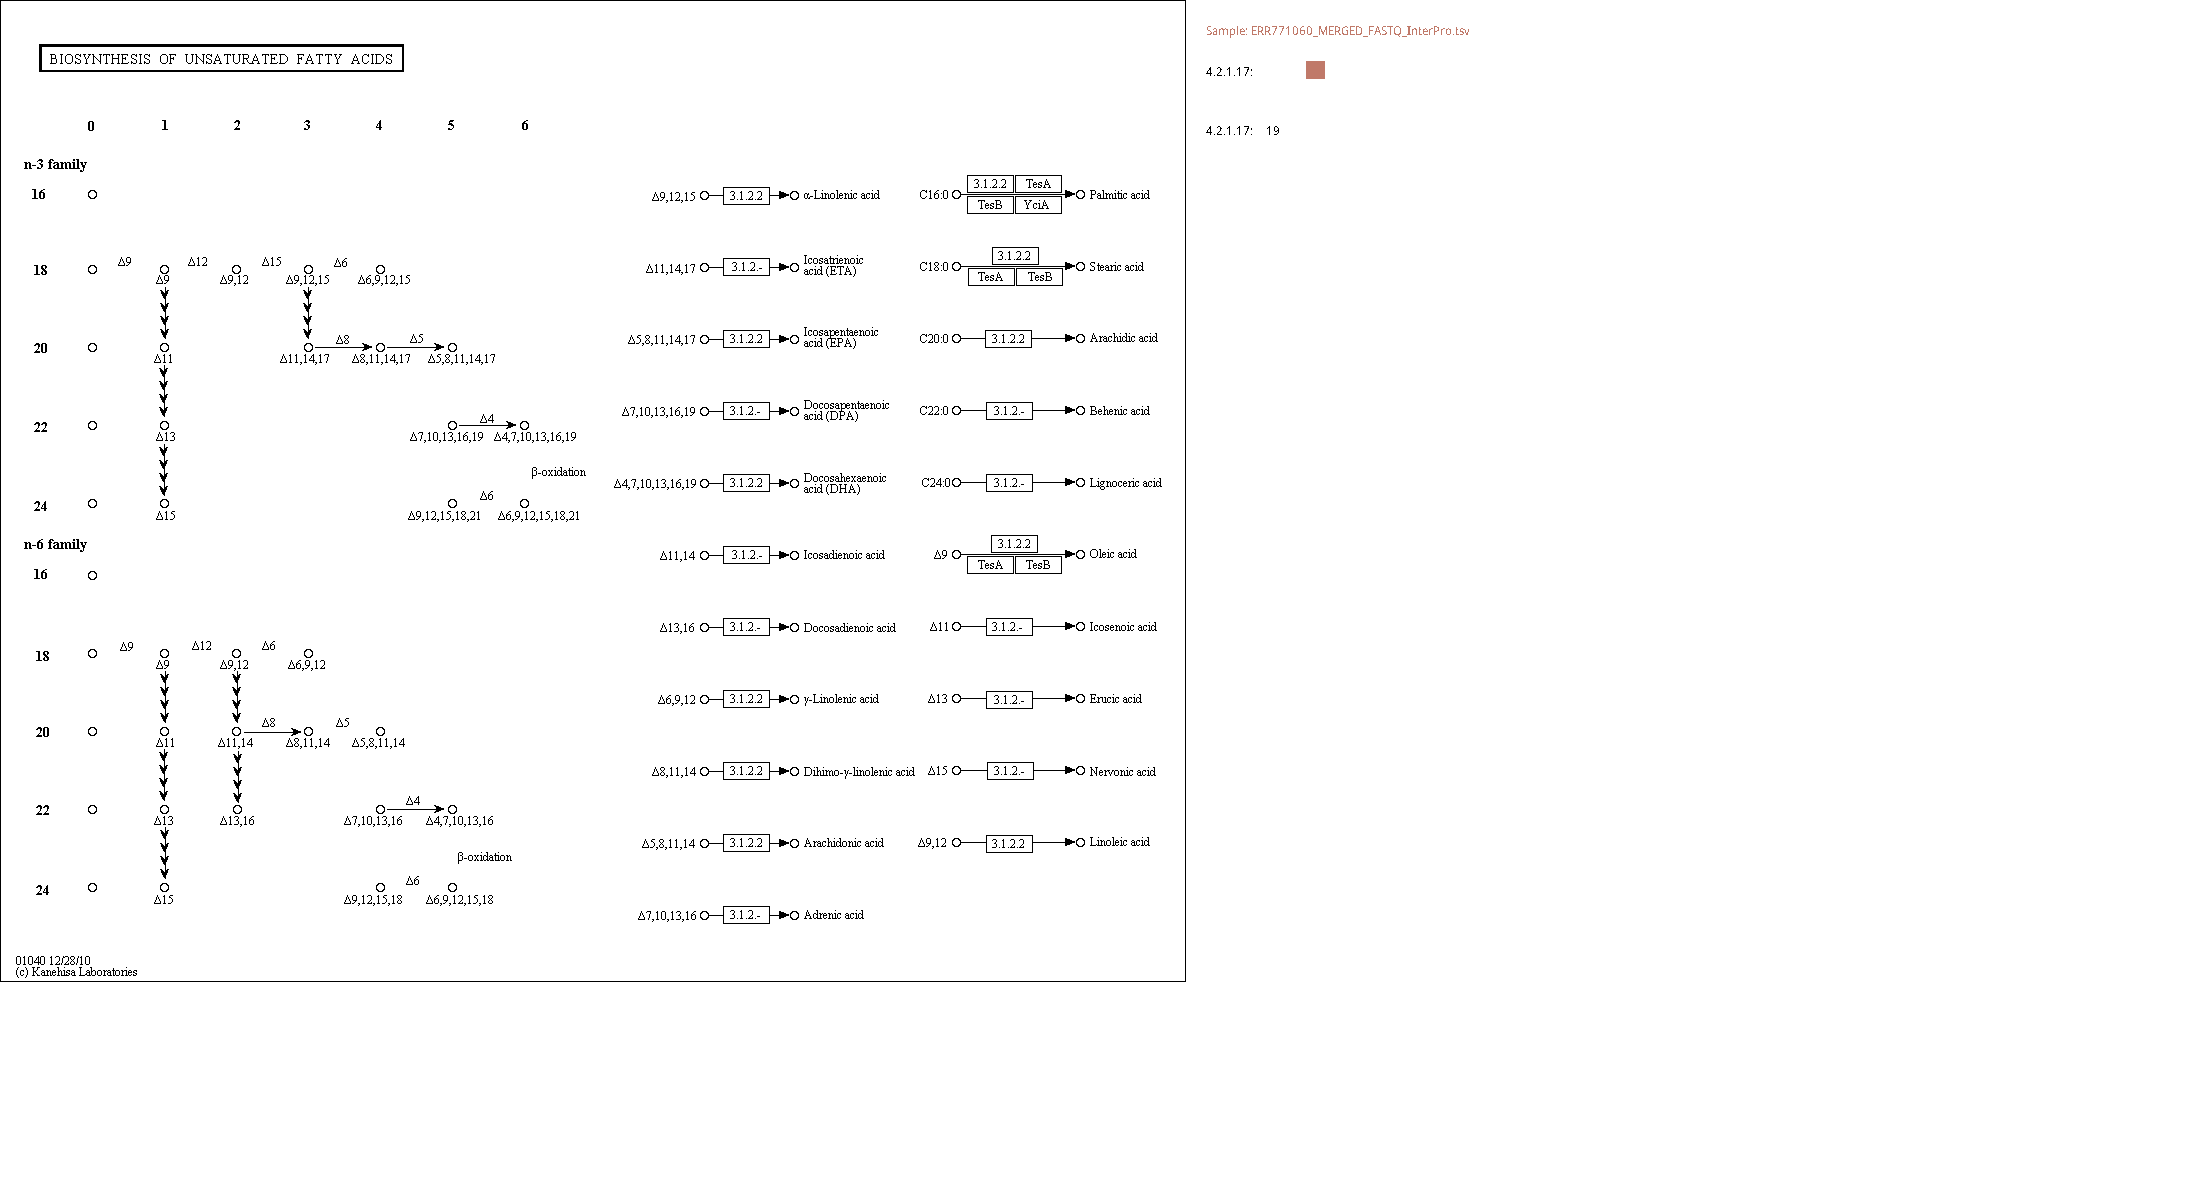 BIOSYNTHESIS OF UNSATURATED FATTY ACIDS
0 1 2 3 4 5 6
n-3 family
16
18
Δ9 Δ12 Δ15 Δ6
Δ9 Δ9,12 Δ9,12,15 Δ6,9,12,15
20
Δ8 Δ5
Δ11 Δ11,14,17 Δ8,11,14,17 Δ5,8,11,14,17
22
Δ4
Δ13 Δ7,10,13,16,19 Δ4,7,10,13,16,19
β-oxidation
24
Δ6
Δ15 Δ9,12,15,18,21 Δ6,9,12,15,18,21
n-6 family
16
18
Δ9 Δ12 Δ6
Δ9 Δ9,12 Δ6,9,12
20
Δ8 Δ5
Δ11 Δ11,14 Δ8,11,14 Δ5,8,11,14
22
Δ4
Δ13 Δ13,16 Δ7,10,13,16 Δ4,7,10,13,16
β-oxidation
24
Δ6
Δ15 Δ9,12,15,18 Δ6,9,12,15,18
01040 12/28/10
(c) Kanehisa Laboratories
Δ9,12,15 3.1.2.2 α-Linolenic acid
Δ11,14,17 3.1.2.- Icosatrienoic
acid (ETA)
Δ5,8,11,14,17 3.1.2.2 Icosapentaenoic
acid (EPA)
Δ7,10,13,16,19 3.1.2.- Docosapentaenoic
acid (DPA)
Δ4,7,10,13,16,19 3.1.2.2 Docosahexaenoic
acid (DHA)
Δ11,14 3.1.2.- Icosadienoic acid
Δ13,16 3.1.2.- Docosadienoic acid
Δ6,9,12 3.1.2.2 γ-Linolenic acid
Δ8,11,14 3.1.2.2 Dihimo-γ-linolenic acid
Δ5,8,11,14 3.1.2.2 Arachidonic acid
Δ7,10,13,16 3.1.2.- Adrenic acid
3.1.2.2 TesA
C16:0 Palmitic acid
TesB YciA
3.1.2.2
C18:0 Stearic acid
TesA TesB
C20:0 3.1.2.2 Arachidic acid
C22:0 3.1.2.- Behenic acid
C24:0 3.1.2.- Lignoceric acid
3.1.2.2
Δ9 Oleic acid
TesA TesB
Δ11 3.1.2.- Icosenoic acid
Δ13 3.1.2.- Erucic acid
Δ15 3.1.2.- Nervonic acid
Δ9,12 3.1.2.2 Linoleic acid
Sample: ERR771060_MERGED_FASTQ_InterPro.tsv
4.2.1.17:
4.2.1.17: 19